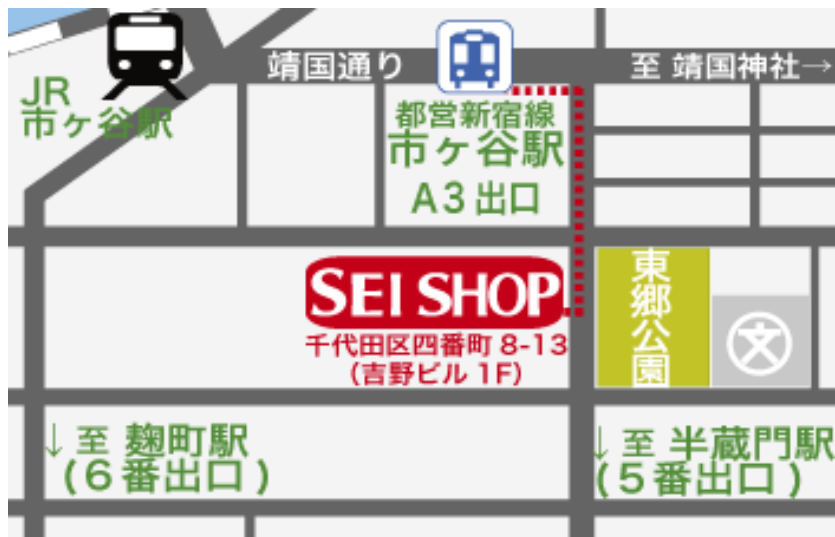 靖国通り
至 靖国神社→
JR
市ヶ谷駅
都営新宿線
市ヶ谷駅
A3出口
SEI SHOP
千代田区四番町 8-13
(吉野ビル 1F)
東郷公園
文
↓至 麹町駅
(6番出口)
↓至 半蔵門駅
(5番出口)